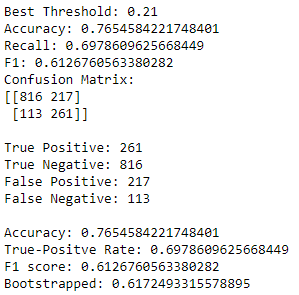 Best Threshold: 0.21
Accuracy: 0.7654584221748401
Recall: 0.6978609625668449
F1: 0.6126760563380282
Confusion Matrix:
[[816 217]
[113 261]]
True Positive: 261
True Negative: 816
False Positive: 217
False Negative: 113
Accuracy: 0.7654584221748401
True-Positve Rate: 0.6978609625668449
F1 score: 0.6126760563380282
Bootstrapped: 0.6172493315578895